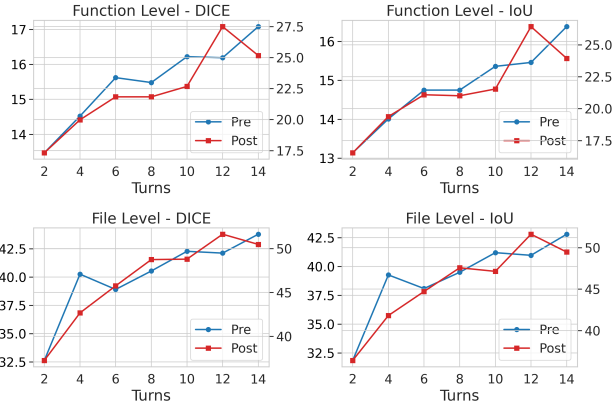 Function Level - DICE
17
16
15
14
27.5
25.0
22.5
20.0
17.5
Pre
Post
2 4 6 8 10 12 14
Turns
Function Level - IoU
16
15
14
13
25.0
22.5
20.0
17.5
Pre
Post
2 4 6 8 10 12 14
Turns
File Level - DICE
42.5
40.0
37.5
35.0
32.5
50
45
40
Pre
Post
2 4 6 8 10 12 14
Turns
File Level - IoU
42.5
40.0
37.5
35.0
32.5
50
45
40
Pre
Post
2 4 6 8 10 12 14
Turns